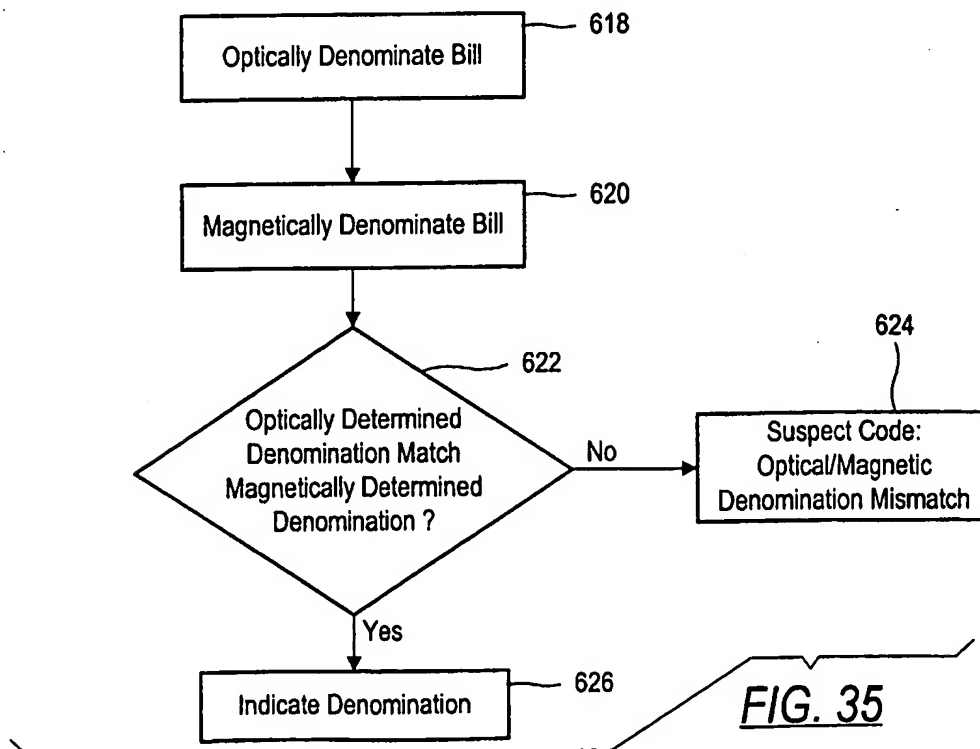 618
Optically Denominate Bill
620
Magnetically Denominate Bill
622
Optically Determined
Denomination Match
Magnetically Determined
Denomination ?
No
624
Suspect Code:
Optical/Magnetic
Denomination Mismatch
Yes
626
Indicate Denomination
FIG. 35